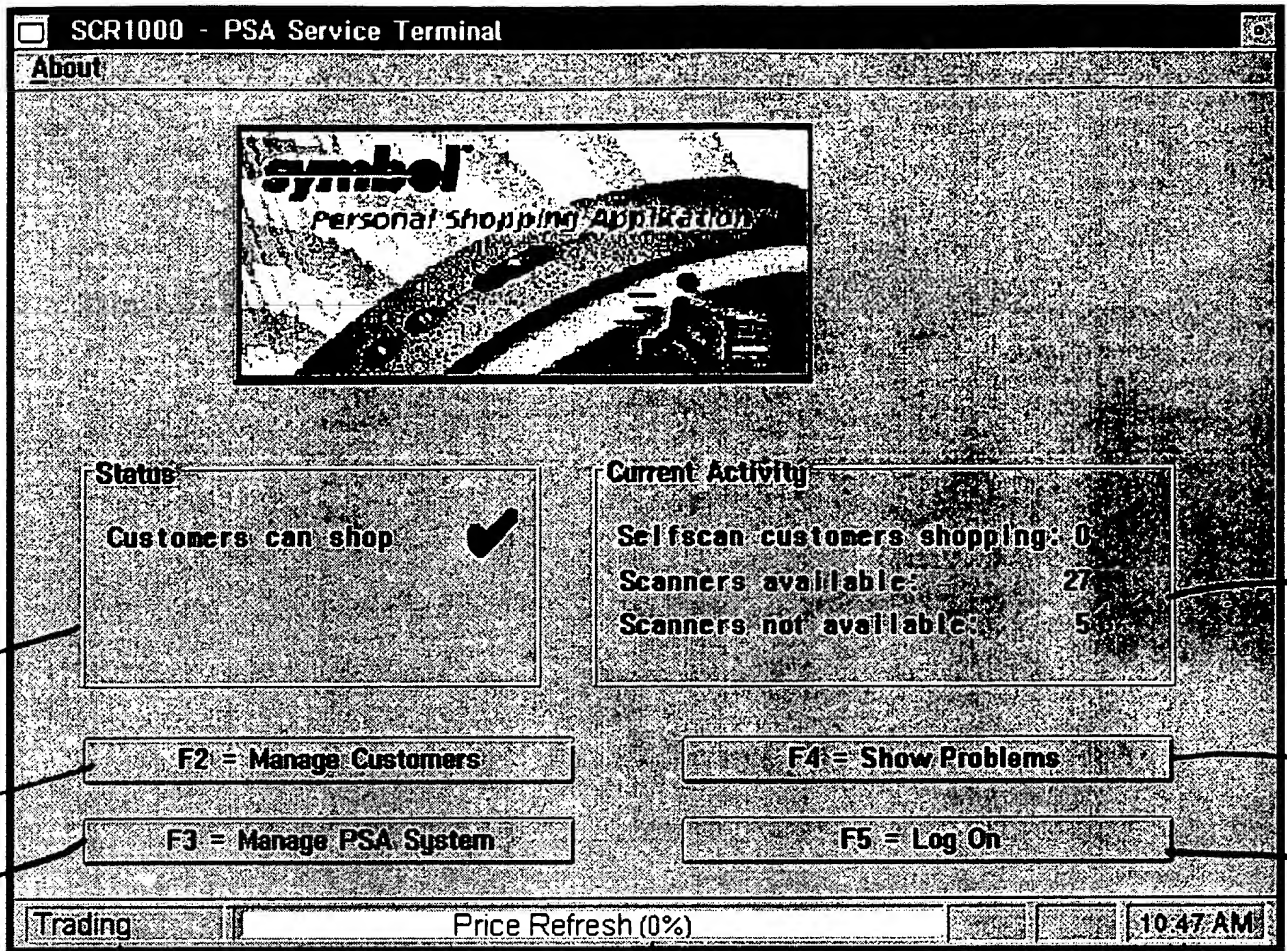 SCR1000 - PSA Service Terminal
About
symbol
Personal Shopping Application
Status
Customers can shop
Current Activity
Selfscan customers shopping: 0
Scanners available: 27
Scanners not available: 5
F2 = Manage Customers
F4 = Show Problems
F3 = Manage PSA System
F5 = Log On
Trading
Price Refresh (0%)
10:47 AM